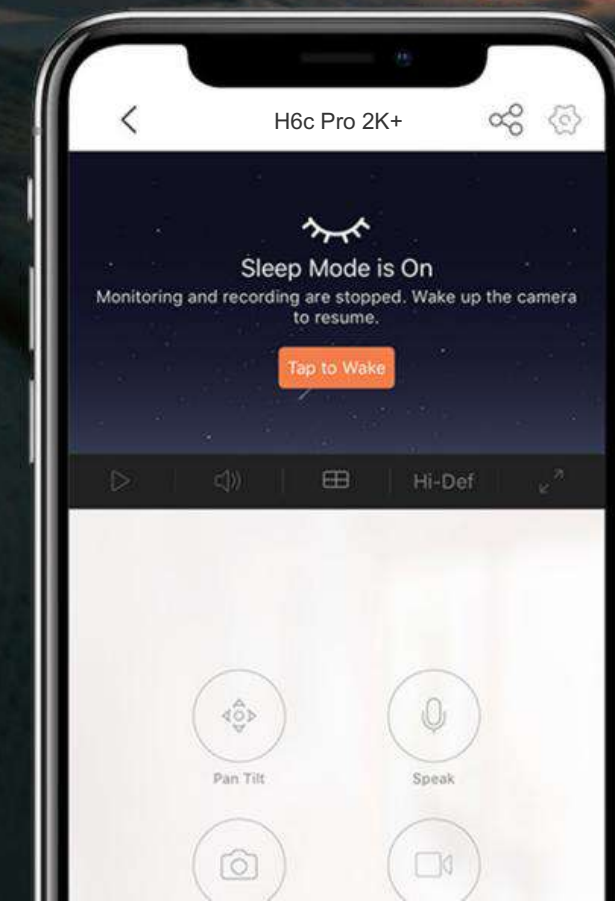 H6c Pro 2K+
Sleep Mode is On
Monitoring and recording are stopped. Wake up the camera
to resume.
Tap to Wake
Hi-Def
Pan Tilt
Speak